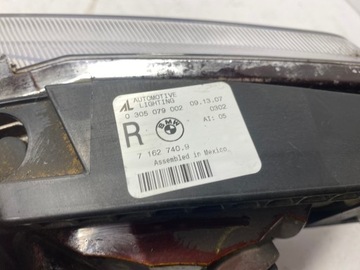 AL AUTOMOTIVE
LIGHTING
0 305 079 002 09.13.07
0302
R BMW AI: 05
7 162 740.9
Assembled in Mexico.